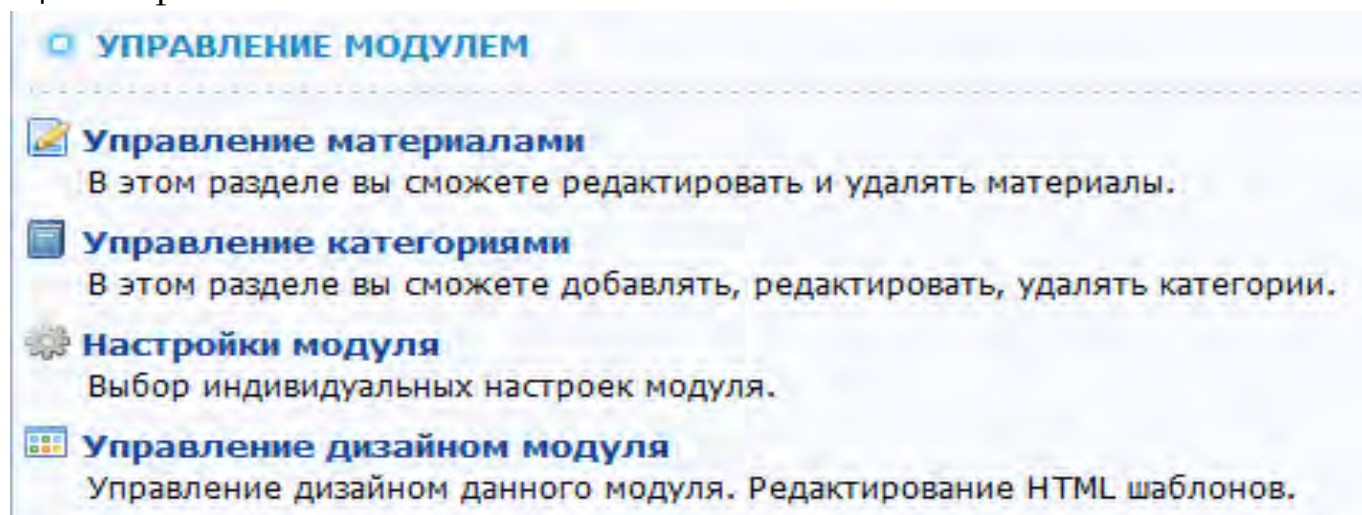 УПРАВЛЕНИЕ МОДУЛЕМ
Управление материалами
В этом разделе вы сможете редактировать и удалять материалы.
Управление категориями
В этом разделе вы сможете добавлять, редактировать, удалять категории.
Настройки модуля
Выбор индивидуальных настроек модуля.
Управление дизайном модуля
Управление дизайном данного модуля. Редактирование HTML шаблонов.